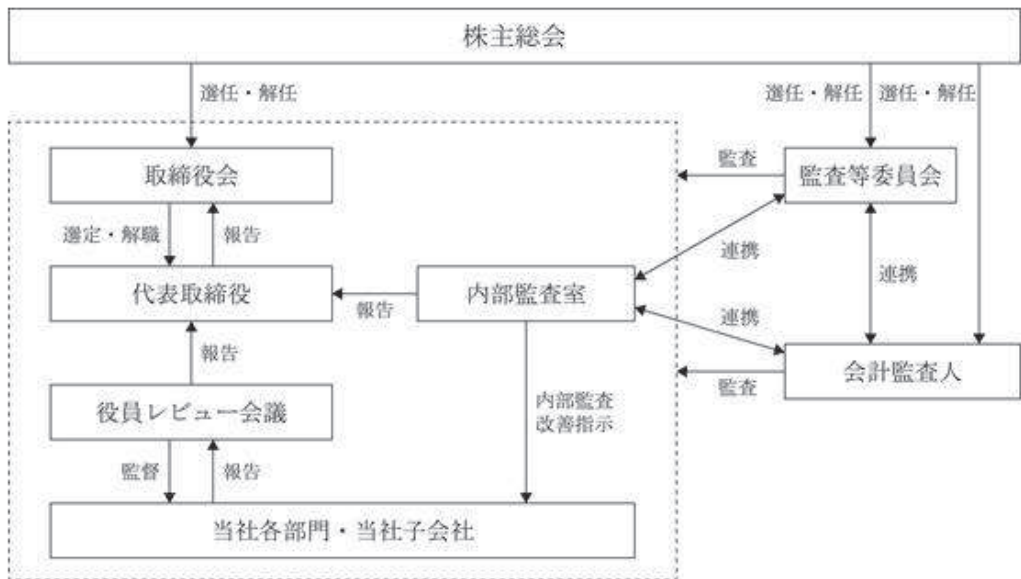 株主総会
選任・解任
選任・解任
選任・解任
取締役会
監査
監査等委員会
選定・解職
報告
連携
連携
代表取締役
報告
内部監査室
連携
報告
会計監査人
監査
役員レビュー会議
内部監査
改善指示
監督
報告
当社各部門・当社子会社